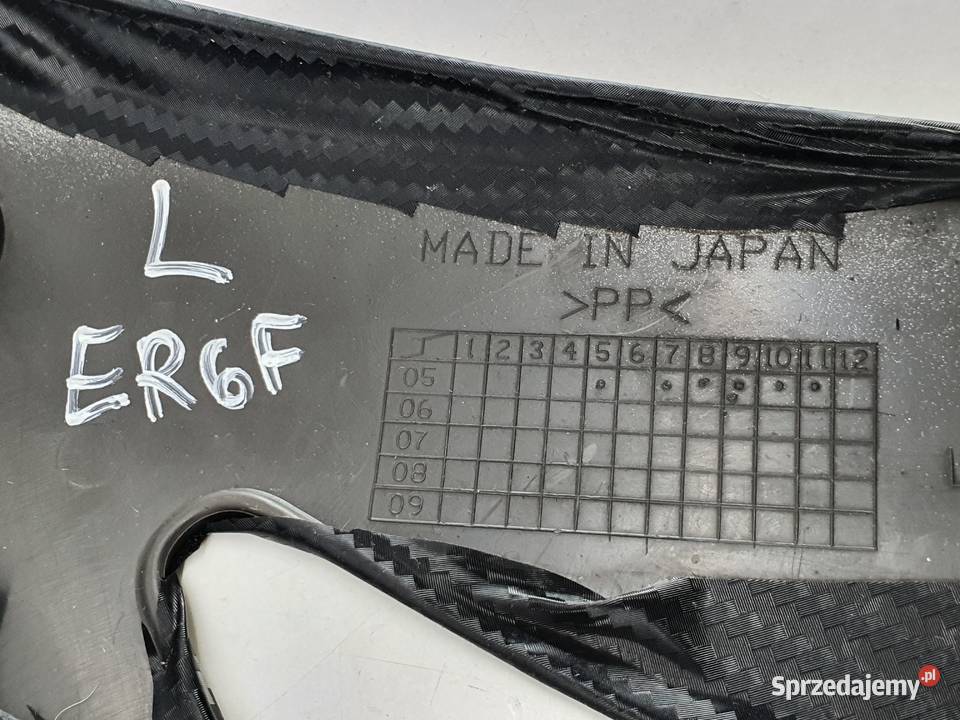 L
ER6F
MADE IN JAPAN
>PP<
1 2 3 4 5 6 7 8 9 10 11 12
05
06
07
08
09
Sprzedajemy.pl